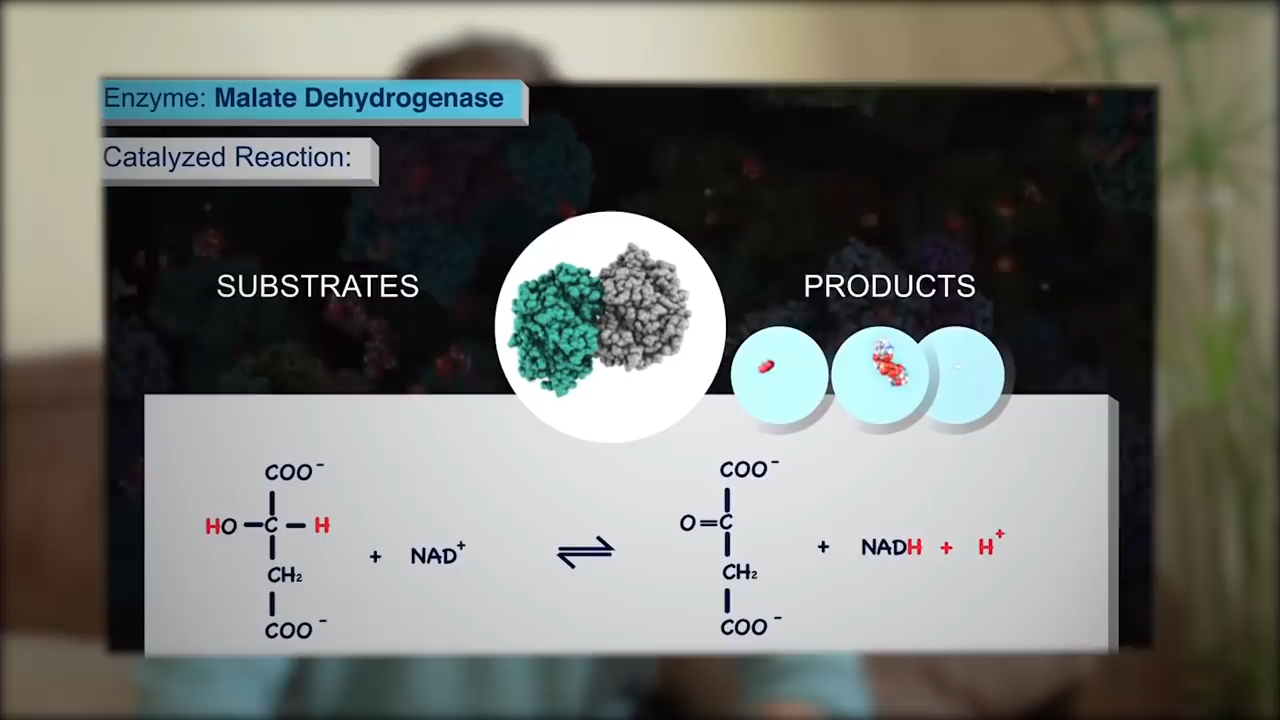 Enzyme: Malate Dehydrogenase
Catalyzed Reaction:
SUBSTRATES
PRODUCTS
COO⁻
HO–C–H
CH₂
COO⁻
+ NAD⁺
⇌
COO⁻
O=C
CH₂
COO⁻
+ NADH + H⁺